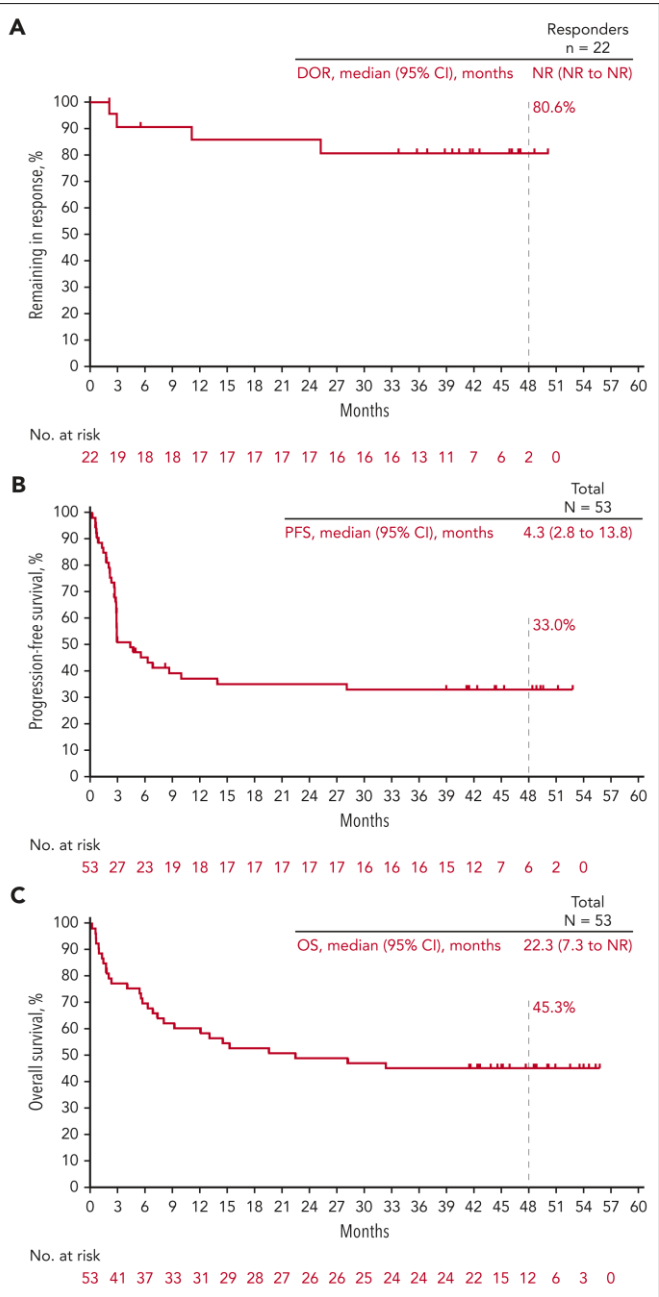 A
Responders
n = 22
DOR, median (95% CI), months NR (NR to NR)
80.6%
100
90
80
70
60
50
40
30
20
10
0
Remaining in response, %
0 3 6 9 12 15 18 21 24 27 30 33 36 39 42 45 48 51 54 57 60
Months
No. at risk
22 19 18 18 17 17 17 17 17 16 16 16 13 11 7 6 2 0
B
Total
N = 53
PFS, median (95% CI), months 4.3 (2.8 to 13.8)
33.0%
100
90
80
70
60
50
40
30
20
10
0
Progression-free survival, %
0 3 6 9 12 15 18 21 24 27 30 33 36 39 42 45 48 51 54 57 60
Months
No. at risk
53 27 23 19 18 17 17 17 17 17 16 16 16 15 12 7 6 2 0
C
Total
N = 53
OS, median (95% CI), months 22.3 (7.3 to NR)
45.3%
100
90
80
70
60
50
40
30
20
10
0
Overall survival, %
0 3 6 9 12 15 18 21 24 27 30 33 36 39 42 45 48 51 54 57 60
Months
No. at risk
53 41 37 33 31 29 28 27 26 26 25 24 24 24 22 15 12 6 3 0